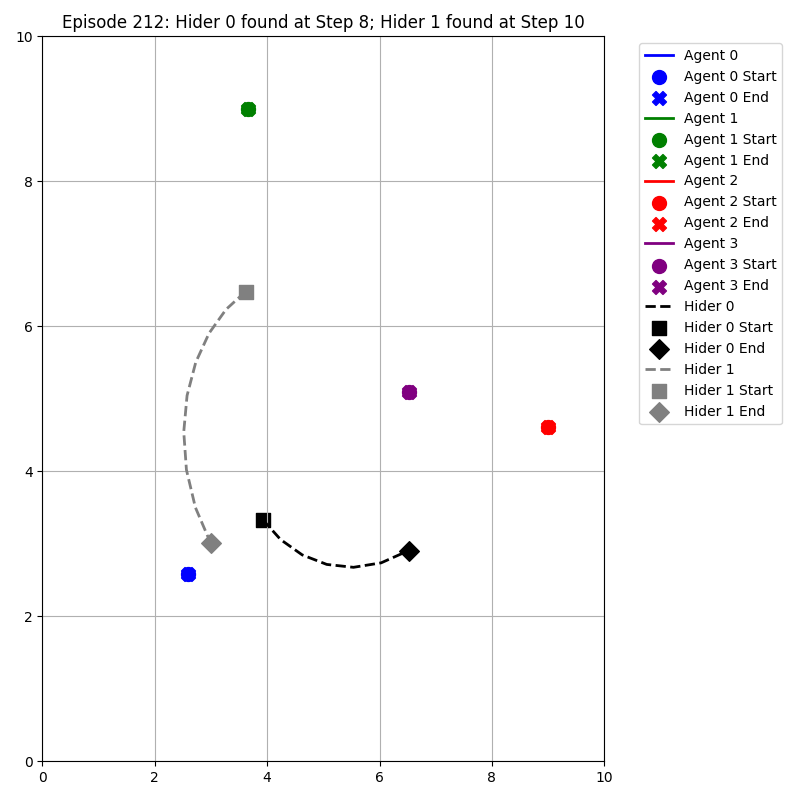 Episode 212: Hider 0 found at Step 8; Hider 1 found at Step 10
10
8
6
4
2
0
0 2 4 6 8 10
Agent 0
Agent 0 Start
Agent 0 End
Agent 1
Agent 1 Start
Agent 1 End
Agent 2
Agent 2 Start
Agent 2 End
Agent 3
Agent 3 Start
Agent 3 End
Hider 0
Hider 0 Start
Hider 0 End
Hider 1
Hider 1 Start
Hider 1 End